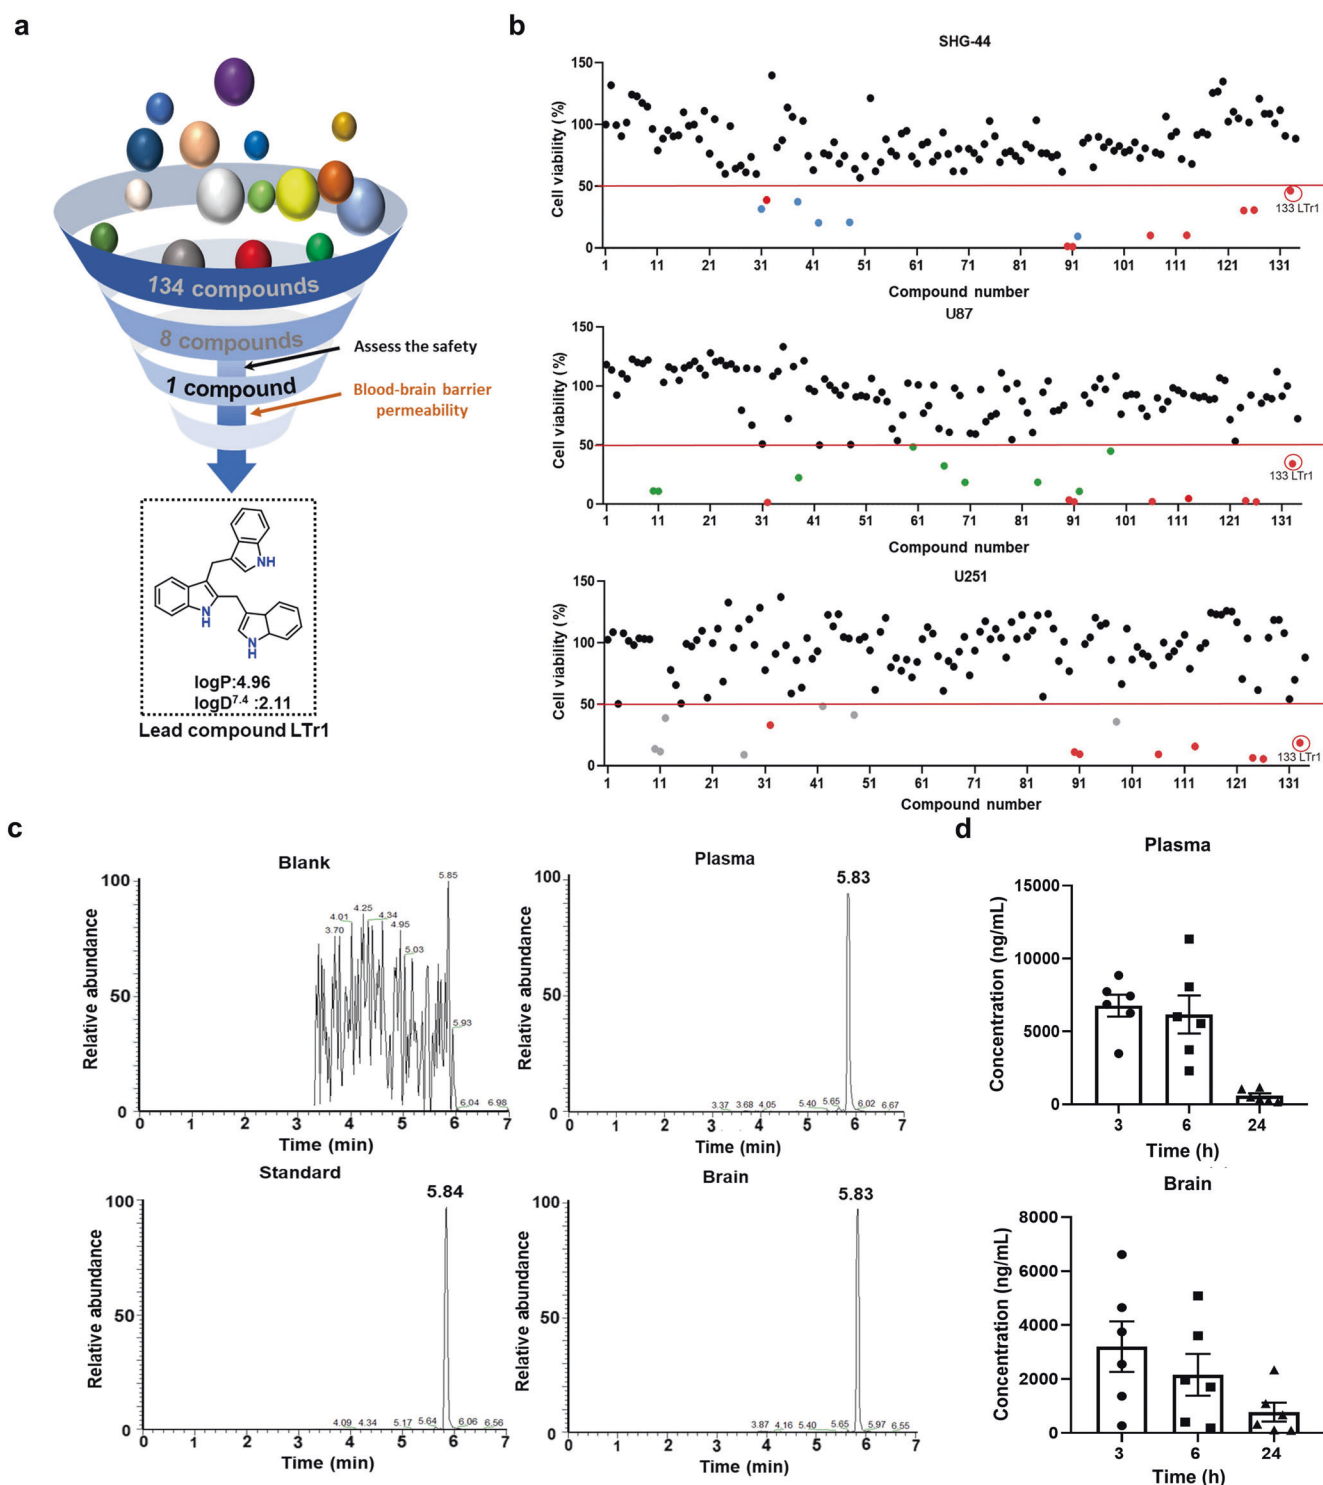 a
134 compounds
8 compounds
Assess the safety
1 compound
Blood-brain barrier
permeability
NH
N
H
N
H
logP:4.96
logD7.4 :2.11
Lead compound LTr1
b
SHG-44
Cell viability (%)
150
100
50
0
133 LTr1
1 11 21 31 41 51 61 71 81 91 101 111 121 131
Compound number
U87
Cell viability (%)
150
100
50
0
133 LTr1
1 11 21 31 41 51 61 71 81 91 101 111 121 131
Compound number
U251
Cell viability (%)
150
100
50
0
133 LTr1
1 11 21 31 41 51 61 71 81 91 101 111 121 131
Compound number
c
Blank
Relative abundance
100
50
0
3.70 4.01 4.25 4.34 4.95 5.03 5.85 5.93 6.04 6.98
0 1 2 3 4 5 6 7
Time (min)
Plasma
Relative abundance
100
50
0
5.83
3.37 3.68 4.05 5.40 5.65 6.02 6.67
0 1 2 3 4 5 6 7
Time (min)
Standard
Relative abundance
100
50
0
5.84
4.09 4.34 5.17 5.64 6.06 6.56
0 1 2 3 4 5 6 7
Time (min)
Brain
Relative abundance
100
50
0
5.83
3.87 4.16 5.40 5.65 5.97 6.55
0 1 2 3 4 5 6 7
Time (min)
d
Plasma
Concentration (ng/mL)
15000
10000
5000
0
3 6 24
Time (h)
Brain
Concentration (ng/mL)
8000
6000
4000
2000
0
3 6 24
Time (h)